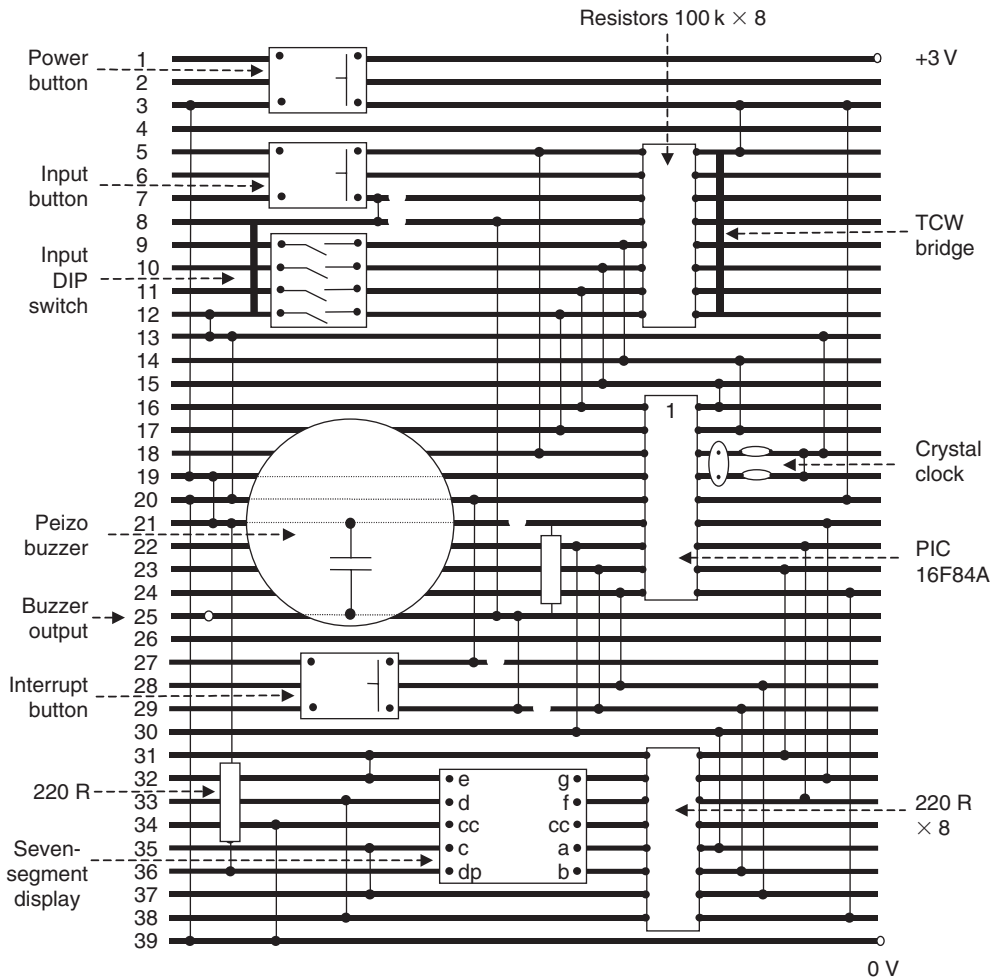 Resistors 100 k × 8
Power
button
+3 V
1
2
3
4
5
6
7
8
9
10
11
12
13
14
15
16
17
18
19
20
21
22
23
24
25
26
27
28
29
30
31
32
33
34
35
36
37
38
39
Input
button
Input
DIP
switch
TCW
bridge
1
Crystal
clock
Peizo
buzzer
PIC
16F84A
Buzzer
output
Interrupt
button
220 R
e
d
cc
c
dp
g
f
cc
a
b
220 R
× 8
Seven-
segment
display
0 V